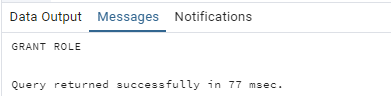 Data Output Messages Notifications
GRANT ROLE
Query returned successfully in 77 msec.